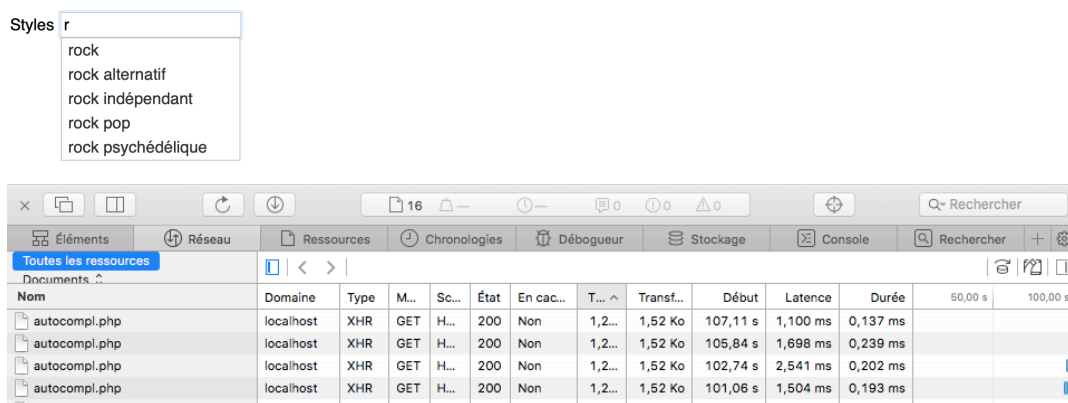 Styles r
rock
rock alternatif
rock indépendant
rock pop
rock psychédélique
16 — — 0 0 0 Rechercher
Éléments Réseau Ressources Chronologies Débogueur Stockage Console Rechercher
Toutes les ressources
Documents
Nom Domaine Type M... Sc... État En cac... T... Transf... Début Latence Durée 50,00 s 100,00 s
autocompl.php localhost XHR GET H... 200 Non 1,2... 1,52 Ko 107,11 s 1,100 ms 0,137 ms
autocompl.php localhost XHR GET H... 200 Non 1,2... 1,52 Ko 105,84 s 1,698 ms 0,239 ms
autocompl.php localhost XHR GET H... 200 Non 1,2... 1,52 Ko 102,74 s 2,541 ms 0,202 ms
autocompl.php localhost XHR GET H... 200 Non 1,2... 1,52 Ko 101,06 s 1,504 ms 0,193 ms